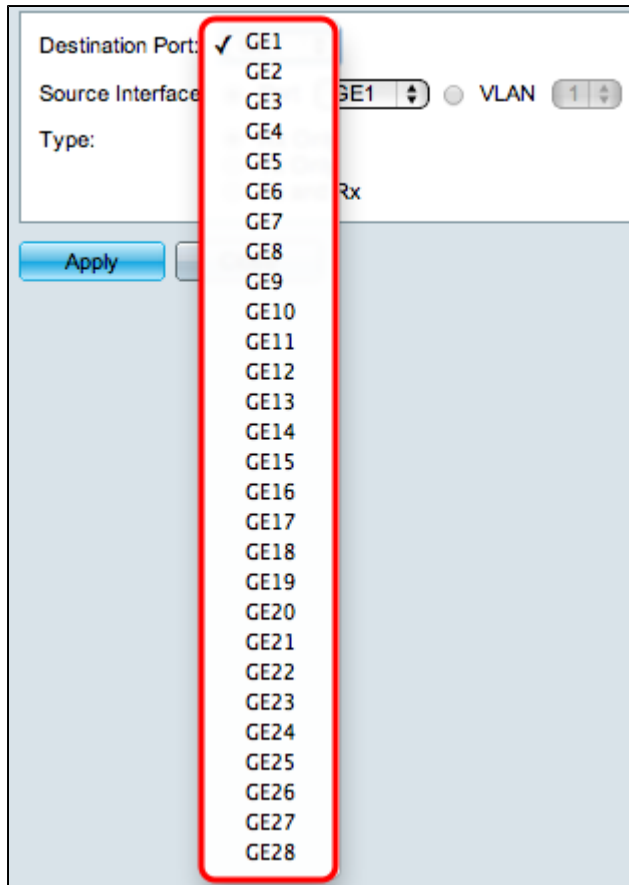 Destination Port: ✓ GE1
GE2
Source Interface GE3 GE1 VLAN 1
GE4
Type:
GE5
GE6 Rx
GE7
GE8
Apply
GE9
GE10
GE11
GE12
GE13
GE14
GE15
GE16
GE17
GE18
GE19
GE20
GE21
GE22
GE23
GE24
GE25
GE26
GE27
GE28